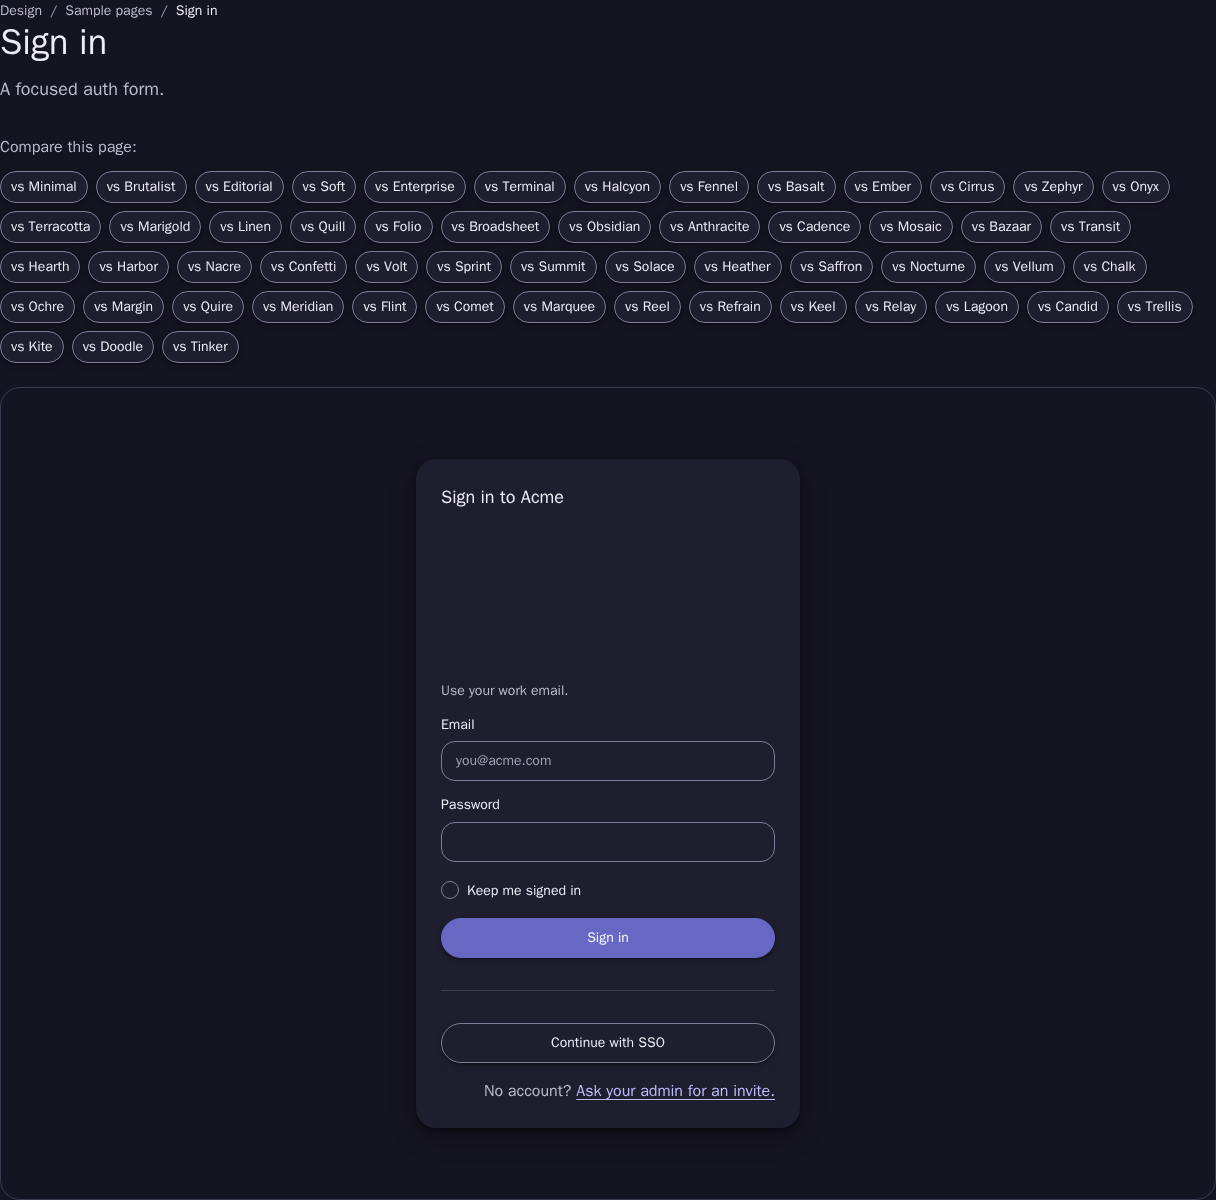 Design / Sample pages / Sign in
Sign in
A focused auth form.
Compare this page:
vs Minimal vs Brutalist vs Editorial vs Soft vs Enterprise vs Terminal vs Halcyon vs Fennel vs Basalt vs Ember vs Cirrus vs Zephyr vs Onyx
vs Terracotta vs Marigold vs Linen vs Quill vs Folio vs Broadsheet vs Obsidian vs Anthracite vs Cadence vs Mosaic vs Bazaar vs Transit
vs Hearth vs Harbor vs Nacre vs Confetti vs Volt vs Sprint vs Summit vs Solace vs Heather vs Saffron vs Nocturne vs Vellum vs Chalk
vs Ochre vs Margin vs Quire vs Meridian vs Flint vs Comet vs Marquee vs Reel vs Refrain vs Keel vs Relay vs Lagoon vs Candid vs Trellis
vs Kite vs Doodle vs Tinker
Sign in to Acme
Use your work email.
Email
you@acme.com
Password
Keep me signed in
Sign in
Continue with SSO
No account? Ask your admin for an invite.